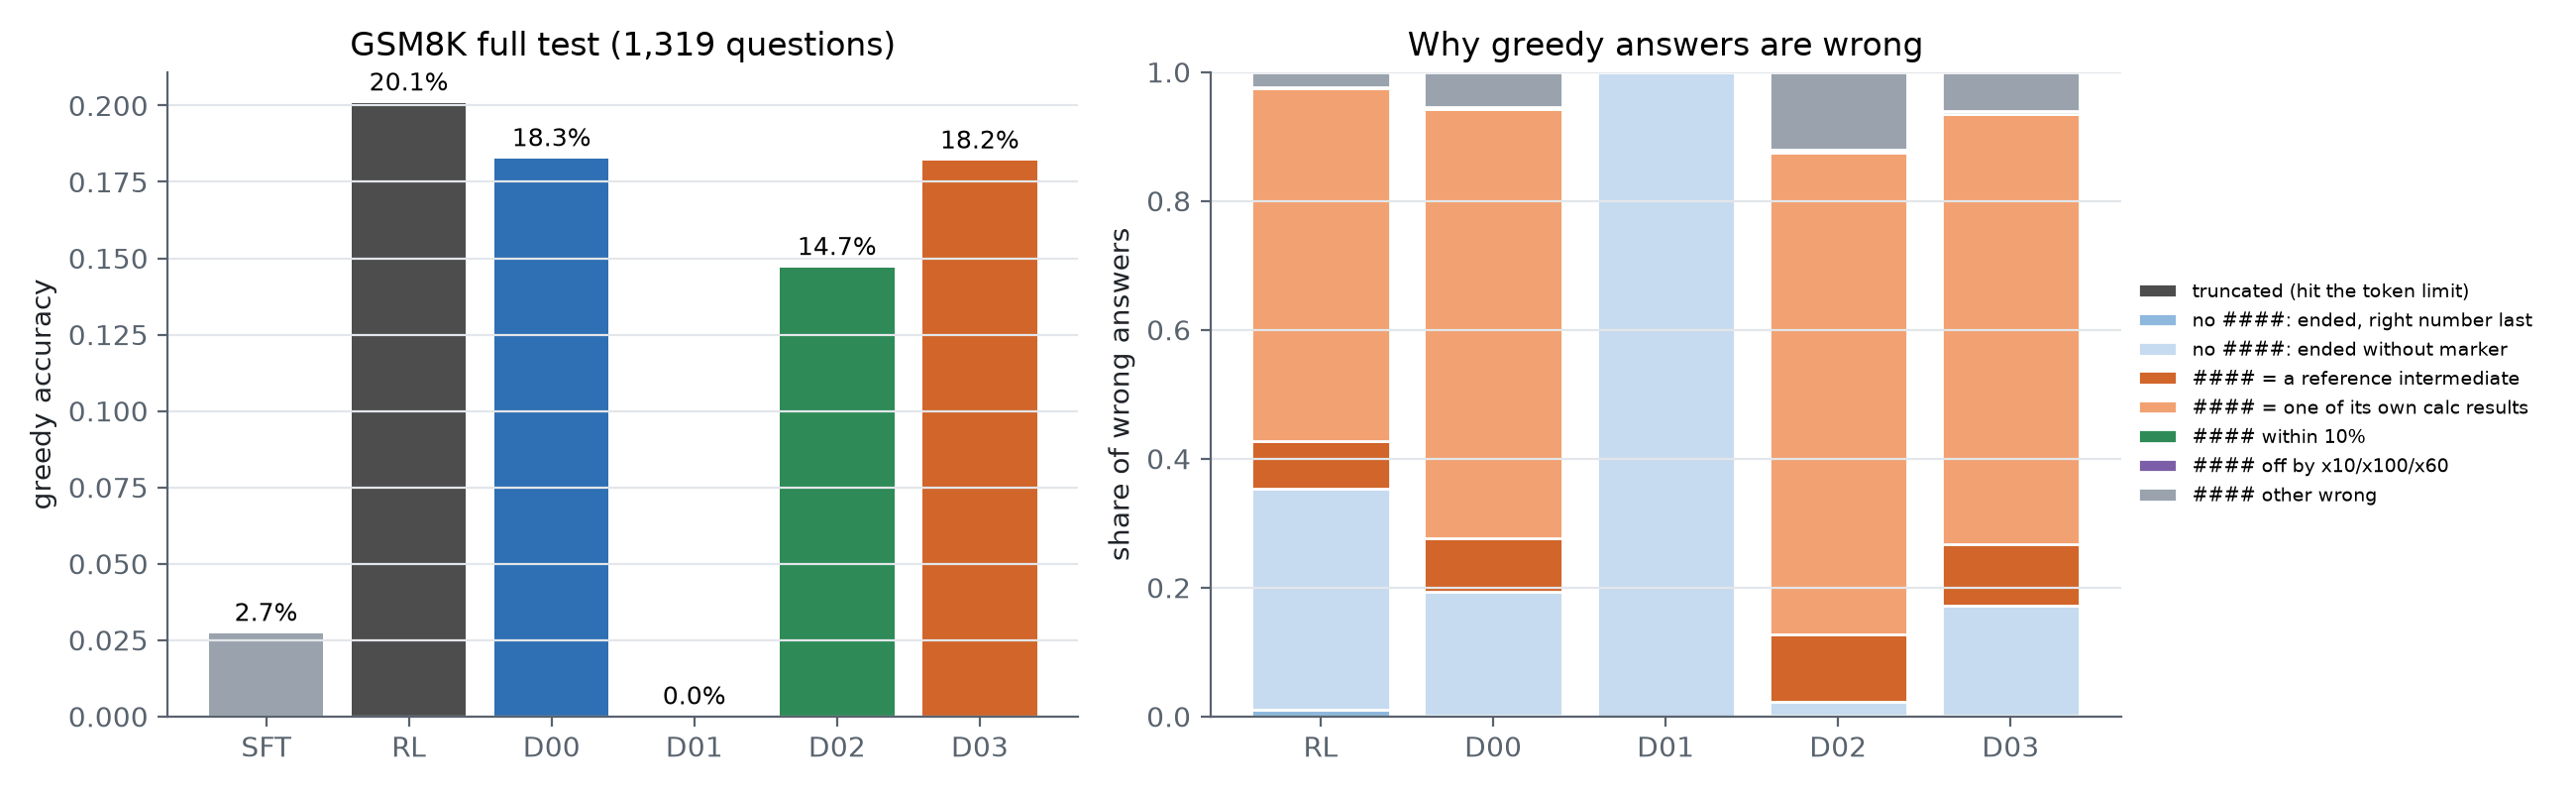 GSM8K full test (1,319 questions)
greedy accuracy
0.200
0.175
0.150
0.125
0.100
0.075
0.050
0.025
0.000
2.7%
20.1%
18.3%
0.0%
14.7%
18.2%
SFT RL D00 D01 D02 D03
Why greedy answers are wrong
share of wrong answers
1.0
0.8
0.6
0.4
0.2
0.0
RL D00 D01 D02 D03
truncated (hit the token limit)
no ####: ended, right number last
no ####: ended without marker
#### = a reference intermediate
#### = one of its own calc results
#### within 10%
#### off by x10/x100/x60
#### other wrong